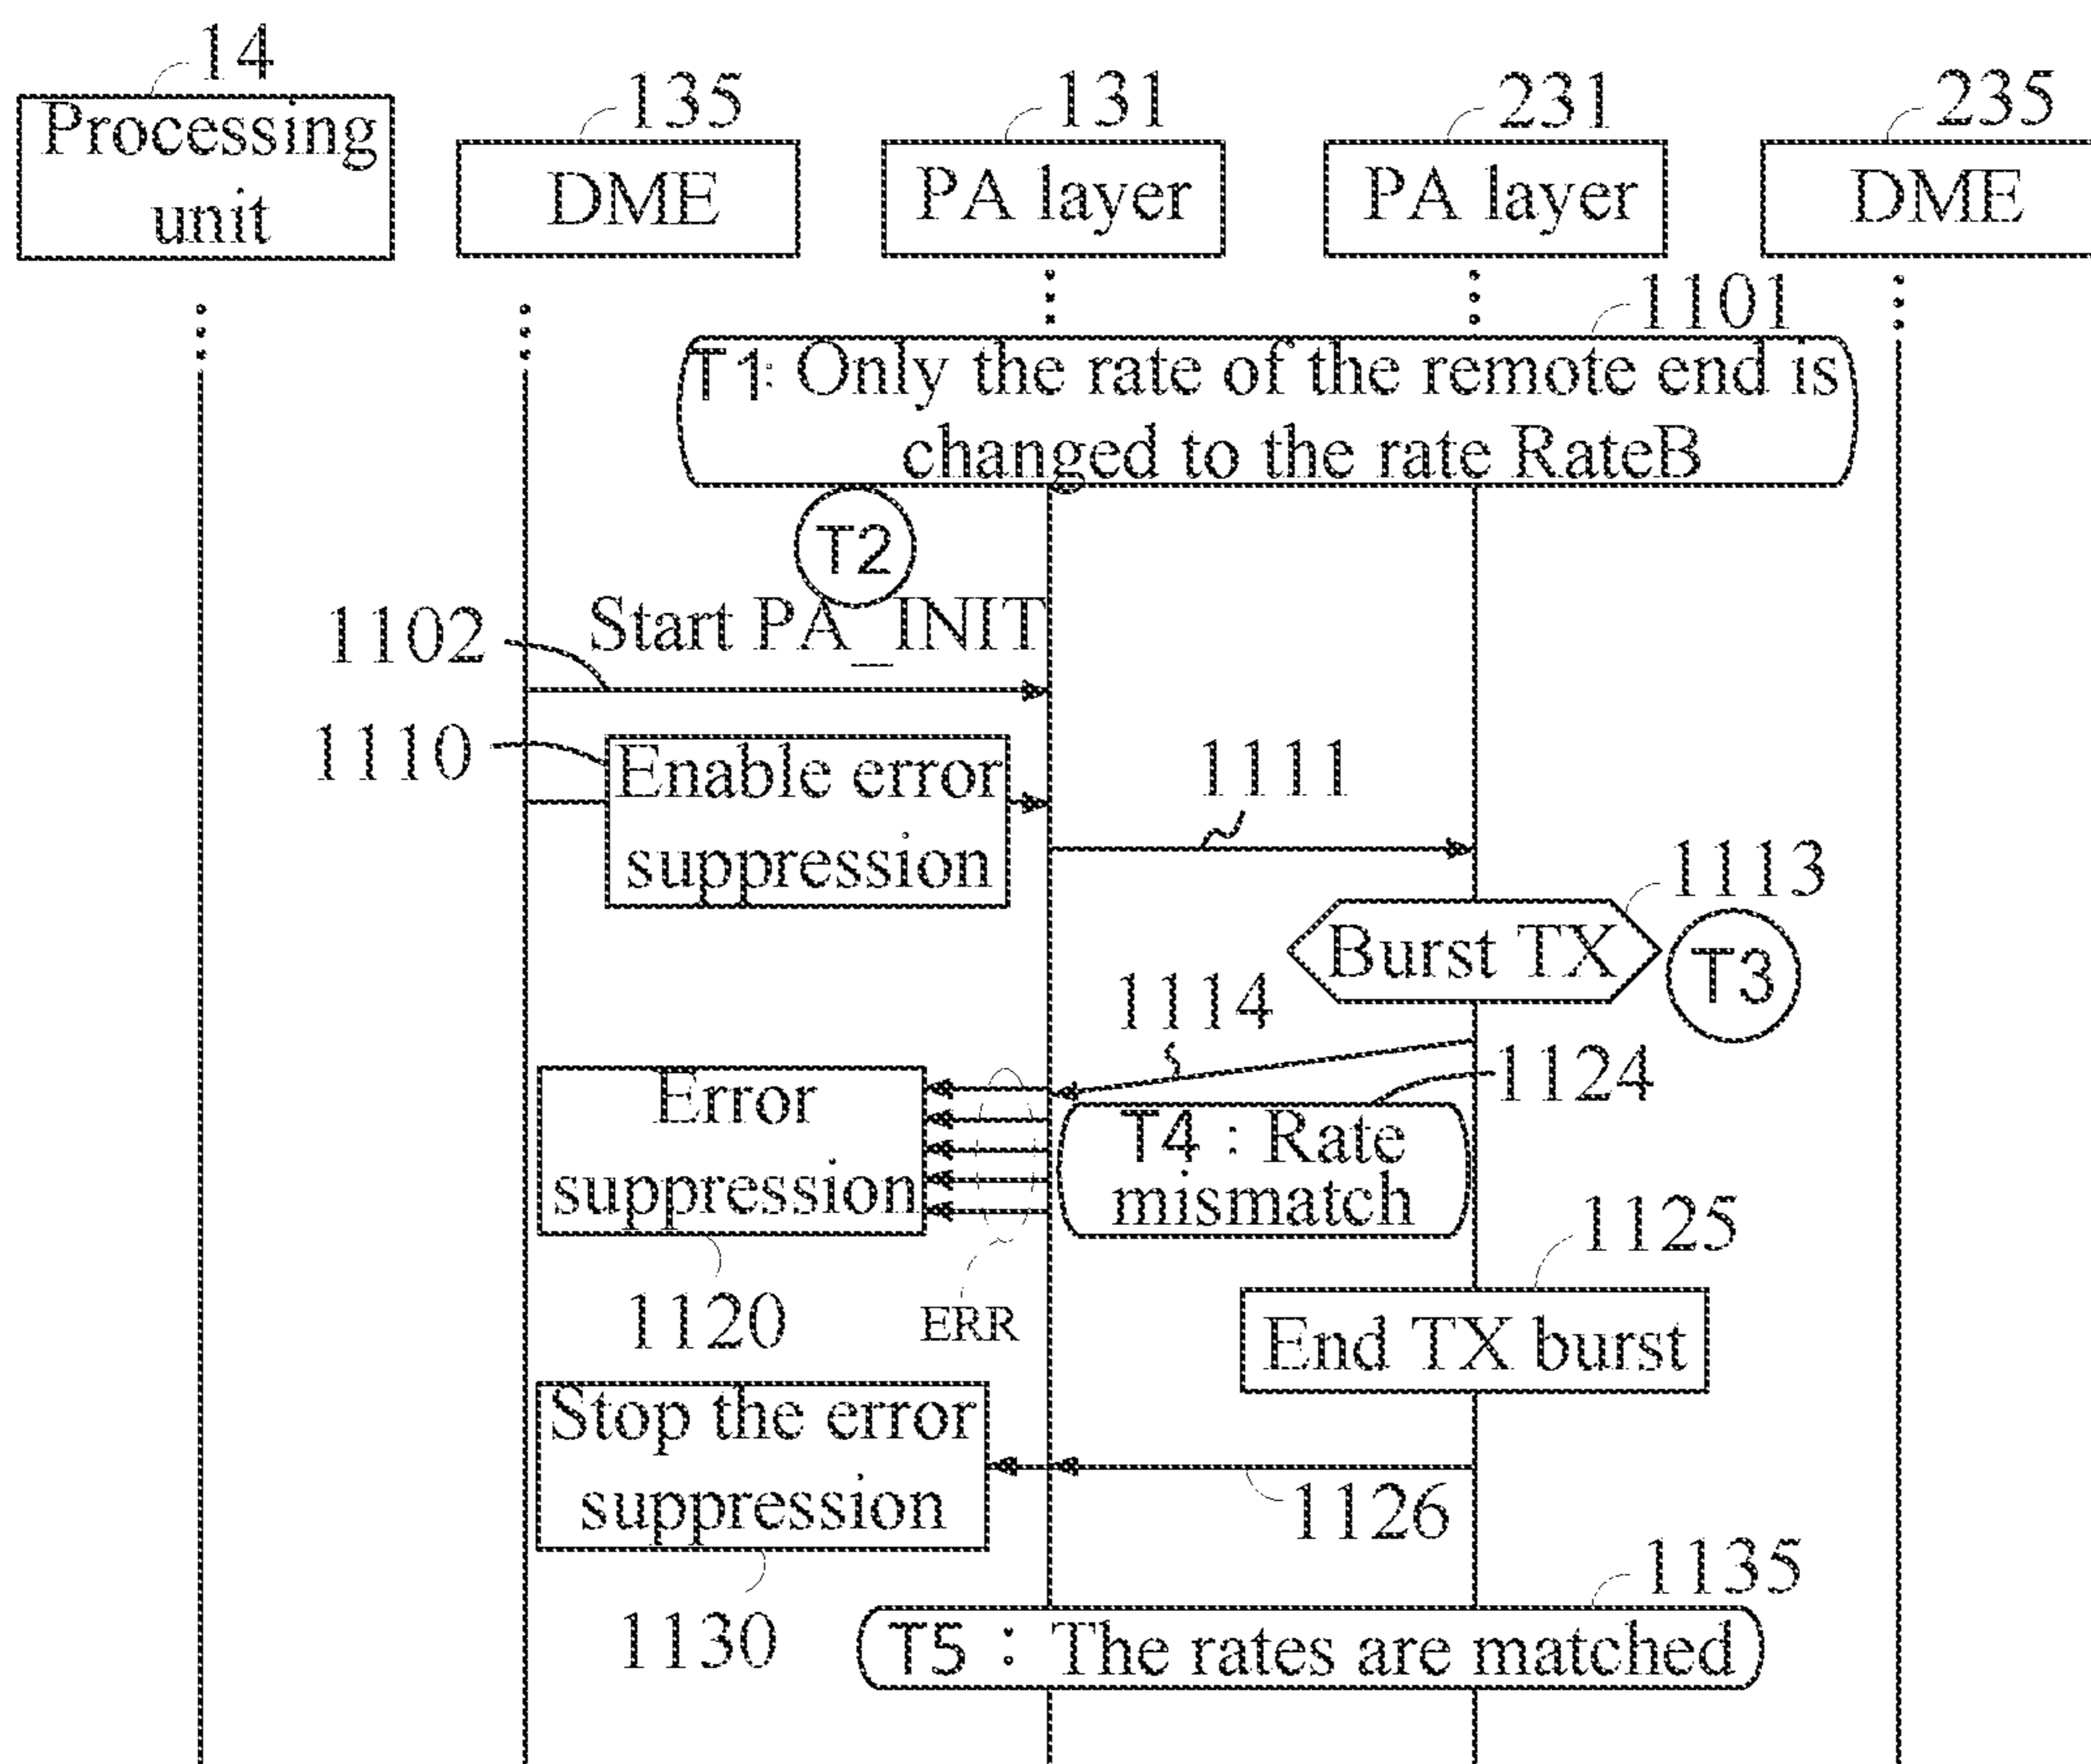 14
Processing
unit
135
DME
131
PA layer
231
PA layer
235
DME
1101
T1: Only the rate of the remote end is
changed to the rate RateB
T2
1102
Start PA_INIT
1110
Enable error
suppression
1111
1113
Burst TX
T3
1114
1124
Error
suppression
T4 : Rate
mismatch
1120
ERR
1125
End TX burst
Stop the error
suppression
1126
1130
1135
T5 : The rates are matched